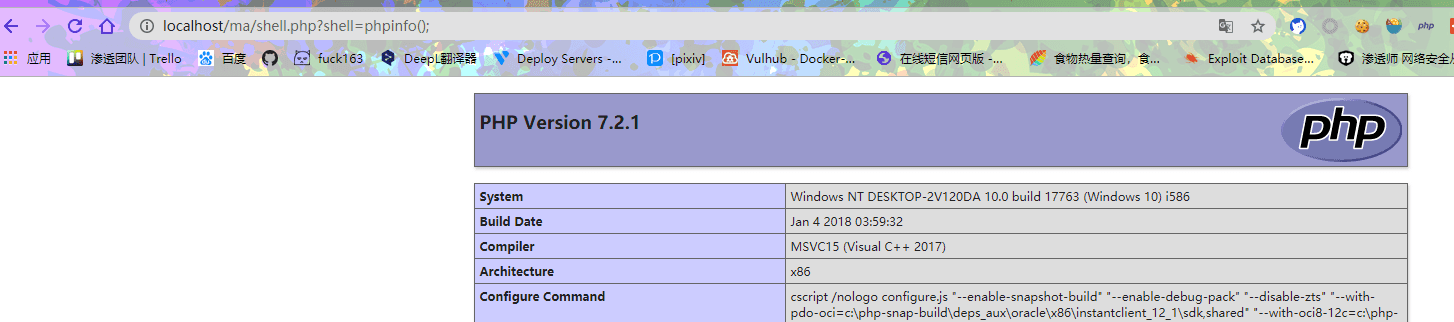 localhost/ma/shell.php?shell=phpinfo();
php
应用 渗透团队 | Trello 百度 fuck163 DeepL翻译器 Deploy Servers -... [pixiv] Vulhub - Docker-... 在线短信网页版 -... 食物热量查询，食... Exploit Database... 渗透师 网络安全从
PHP Version 7.2.1
php
System Windows NT DESKTOP-2V120DA 10.0 build 17763 (Windows 10) i586
Build Date Jan 4 2018 03:59:32
Compiler MSVC15 (Visual C++ 2017)
Architecture x86
Configure Command cscript /nologo configure.js "--enable-snapshot-build" "--enable-debug-pack" "--disable-zts" "--with-
pdo-oci=c:\php-snap-build\deps_aux\oracle\x86\instantclient_12_1\sdk,shared" "--with-oci8-12c=c:\php-